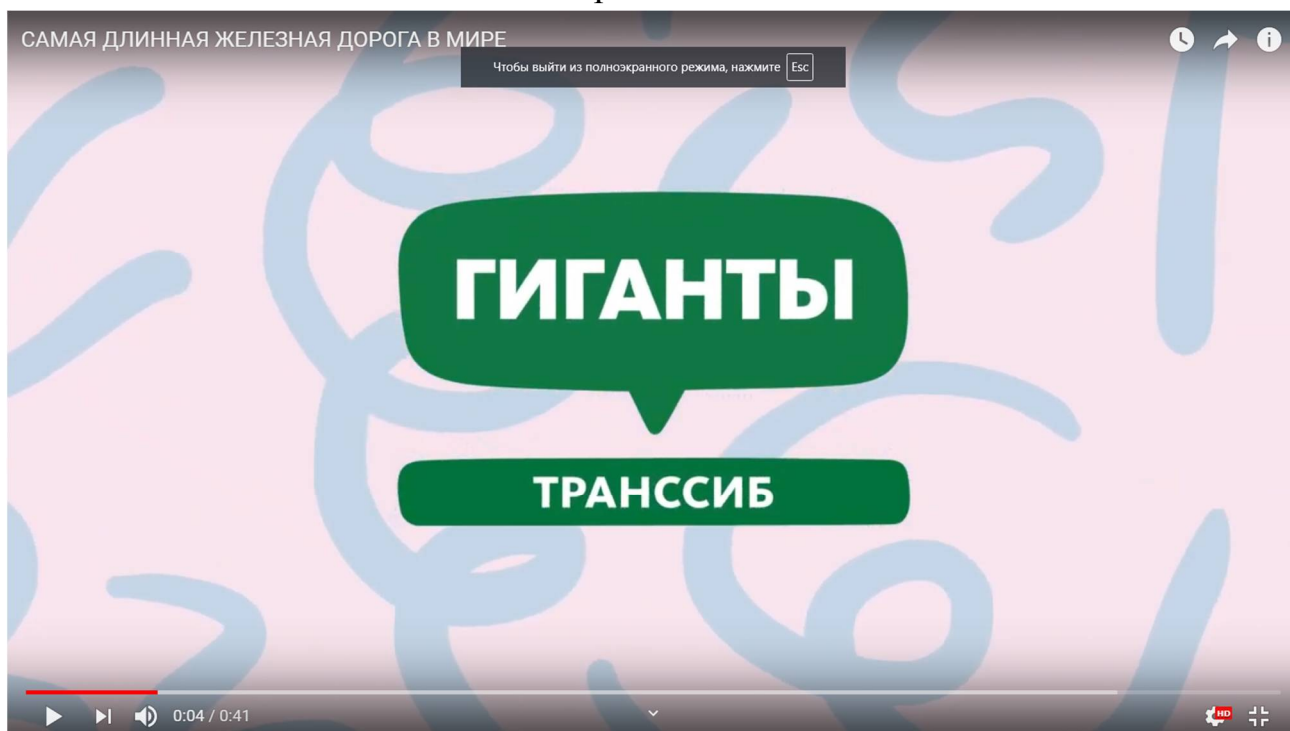 САМАЯ ДЛИННАЯ ЖЕЛЕЗНАЯ ДОРОГА В МИРЕ
Чтобы выйти из полноэкранного режима, нажмите Esc
ГИГАНТЫ
ТРАНССИБ
0:04 / 0:41
HD